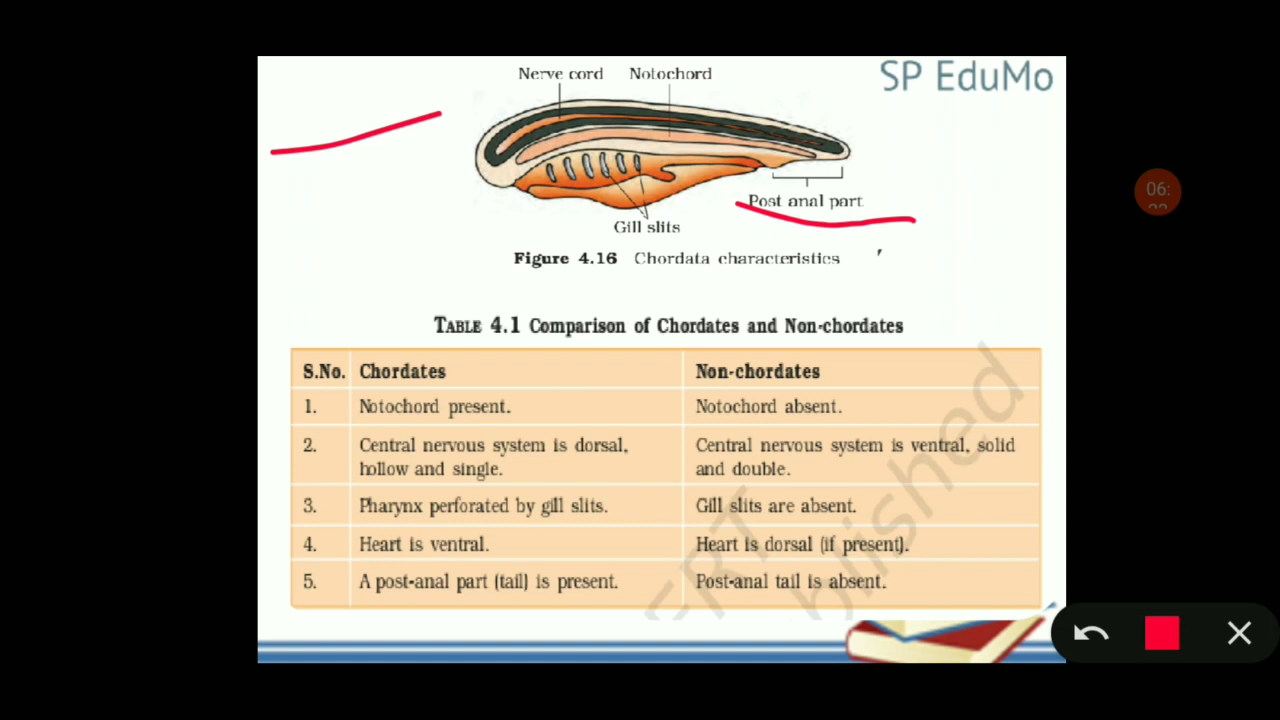 Nerve cord Notochord
SP EduMo
Post anal part
Gill slits
Figure 4.16 Chordata characteristics
TABLE 4.1 Comparison of Chordates and Non-chordates
S.No. Chordates Non-chordates
1. Notochord present. Notochord absent.
2. Central nervous system is dorsal, Central nervous system is ventral, solid
hollow and single. and double.
3. Pharynx perforated by gill slits. Gill slits are absent.
4. Heart is ventral. Heart is dorsal (if present).
5. A post-anal part (tail) is present. Post-anal tail is absent.
06: